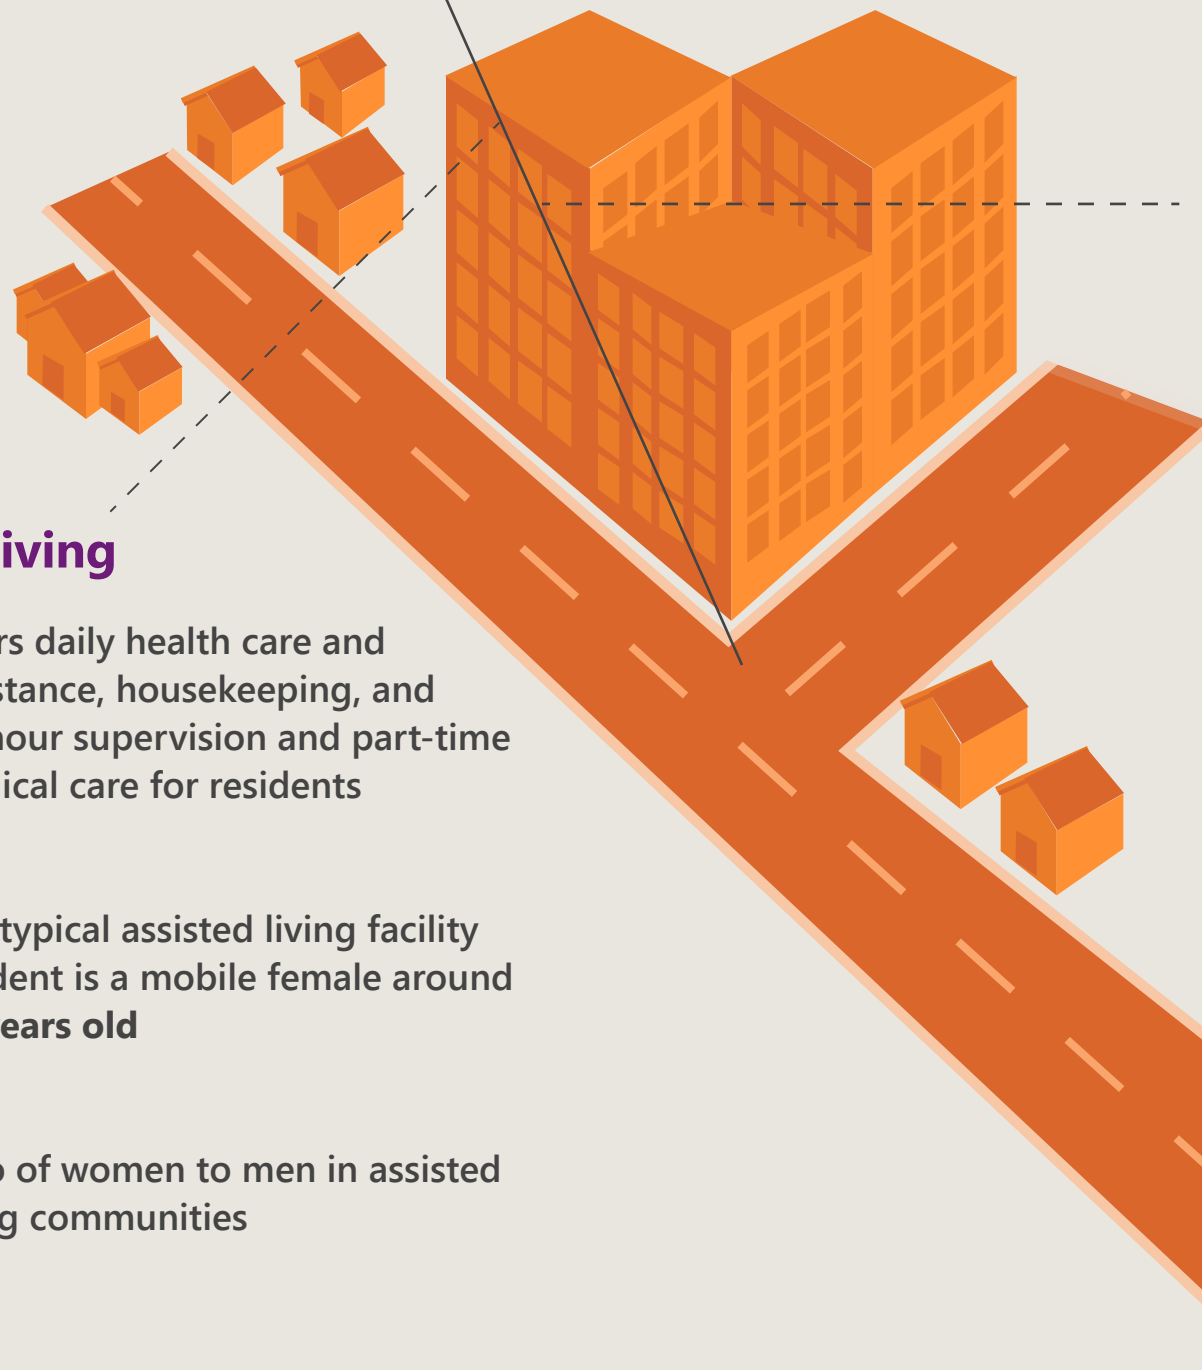 iving
rs daily health care and
stance, housekeeping, and
hour supervision and part-time
ical care for residents
typical assisted living facility
dent is a mobile female around
ears old
of women to men in assisted
g communities